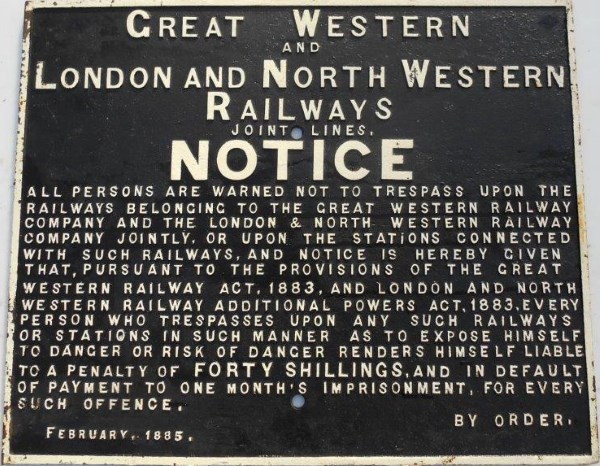 GREAT WESTERN
AND
LONDON AND NORTH WESTERN
RAILWAYS
JOINT LINES.
NOTICE
ALL PERSONS ARE WARNED NOT TO TRESPASS UPON THE
RAILWAYS BELONGING TO THE GREAT WESTERN RAILWAY
COMPANY AND THE LONDON & NORTH WESTERN RAILWAY
COMPANY JOINTLY, OR UPON THE STATIONS CONNECTED
WITH SUCH RAILWAYS, AND NOTICE IS HEREBY GIVEN
THAT, PURSUANT TO THE PROVISIONS OF THE GREAT
WESTERN RAILWAY ACT, 1883, AND LONDON AND NORTH
WESTERN RAILWAY ADDITIONAL POWERS ACT, 1883, EVERY
PERSON WHO TRESPASSES UPON ANY SUCH RAILWAYS
OR STATIONS IN SUCH MANNER AS TO EXPOSE HIMSELF
TO DANGER OR RISK OF DANGER RENDERS HIMSELF LIABLE
TO A PENALTY OF FORTY SHILLINGS, AND IN DEFAULT
OF PAYMENT TO ONE MONTH'S IMPRISONMENT, FOR EVERY
SUCH OFFENCE.
BY ORDER.
FEBRUARY, 1885.